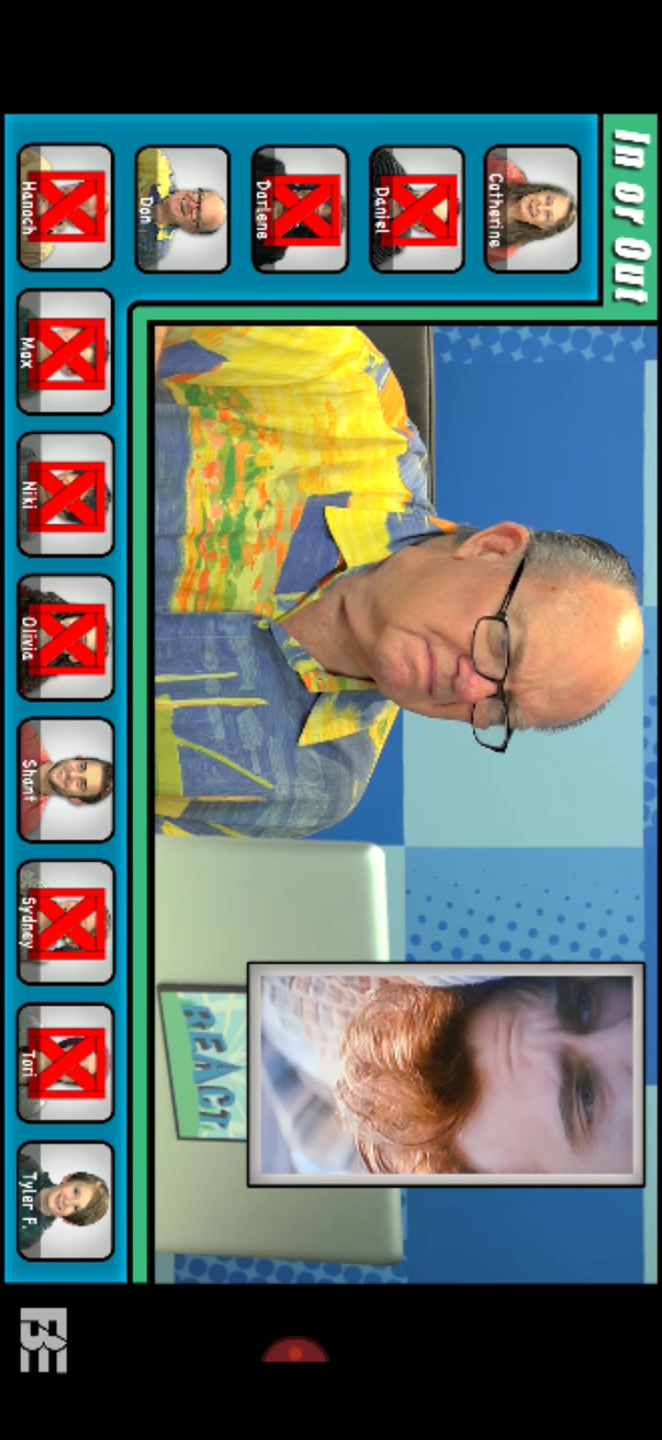 In or Out
Catherine
Daniel
Darlene
Don
Hanoch
Max
Niki
Olivia
Shant
Sydney
Tori
Tyler F.
REACT